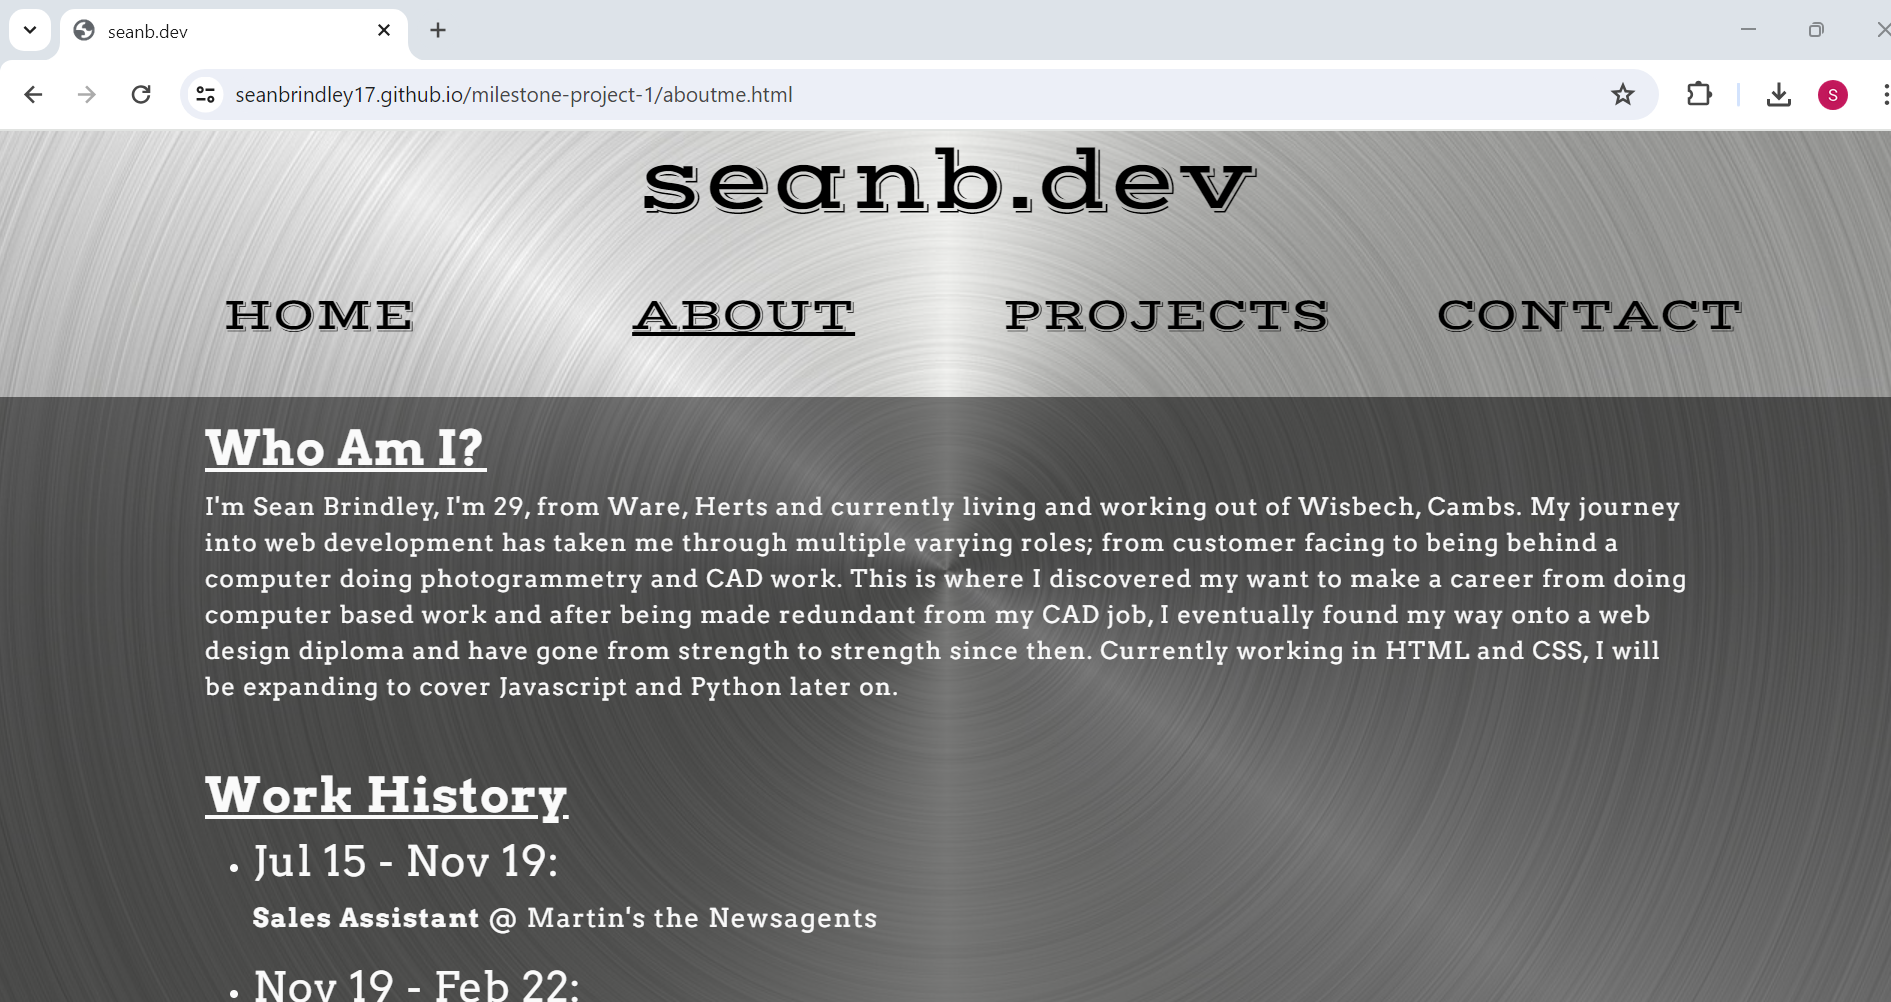 seanb.dev
seanbrindley17.github.io/milestone-project-1/aboutme.html
S
seanb.dev
HOME ABOUT PROJECTS CONTACT
Who Am I?
I'm Sean Brindley, I'm 29, from Ware, Herts and currently living and working out of Wisbech, Cambs. My journey
into web development has taken me through multiple varying roles; from customer facing to being behind a
computer doing photogrammetry and CAD work. This is where I discovered my want to make a career from doing
computer based work and after being made redundant from my CAD job, I eventually found my way onto a web
design diploma and have gone from strength to strength since then. Currently working in HTML and CSS, I will
be expanding to cover Javascript and Python later on.
Work History
• Jul 15 - Nov 19:
Sales Assistant @ Martin's the Newsagents
• Nov 19 - Feb 22: